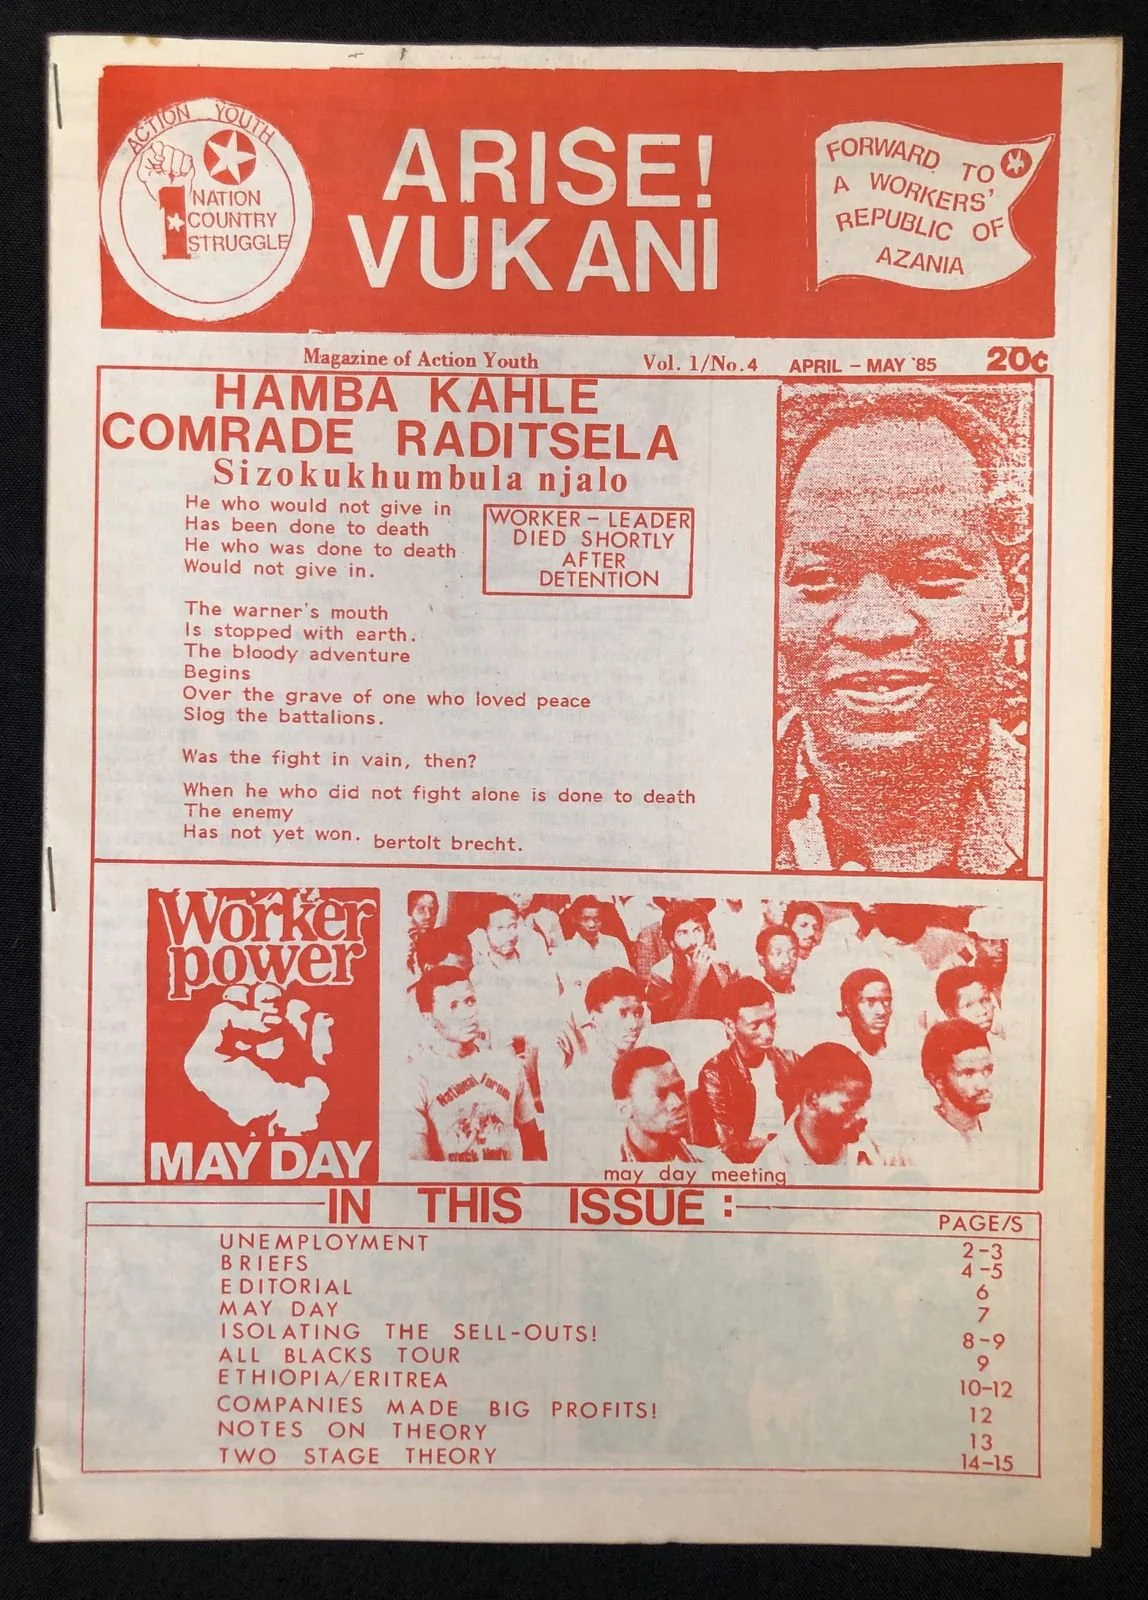 ACTION YOUTH
1 NATION
COUNTRY
STRUGGLE
ARISE!
VUKANI
FORWARD TO
A WORKERS'
REPUBLIC OF
AZANIA
Magazine of Action Youth Vol. 1/No.4 APRIL – MAY '85 20¢
HAMBA KAHLE
COMRADE RADITSELA
Sizokukhumbula njalo
He who would not give in
Has been done to death
He who was done to death
Would not give in.
WORKER – LEADER
DIED SHORTLY
AFTER
DETENTION
The warner's mouth
Is stopped with earth.
The bloody adventure
Begins
Over the grave of one who loved peace
Slog the battalions.
Was the fight in vain, then?
When he who did not fight alone is done to death
The enemy
Has not yet won. bertolt brecht.
Worker
power
MAY DAY
National Forum
may day meeting
IN THIS ISSUE :
PAGE/S
UNEMPLOYMENT 2-3
BRIEFS 4-5
EDITORIAL 6
MAY DAY 7
ISOLATING THE SELL-OUTS! 8-9
ALL BLACKS TOUR 9
ETHIOPIA/ERITREA 10-12
COMPANIES MADE BIG PROFITS! 12
NOTES ON THEORY 13
TWO STAGE THEORY 14-15